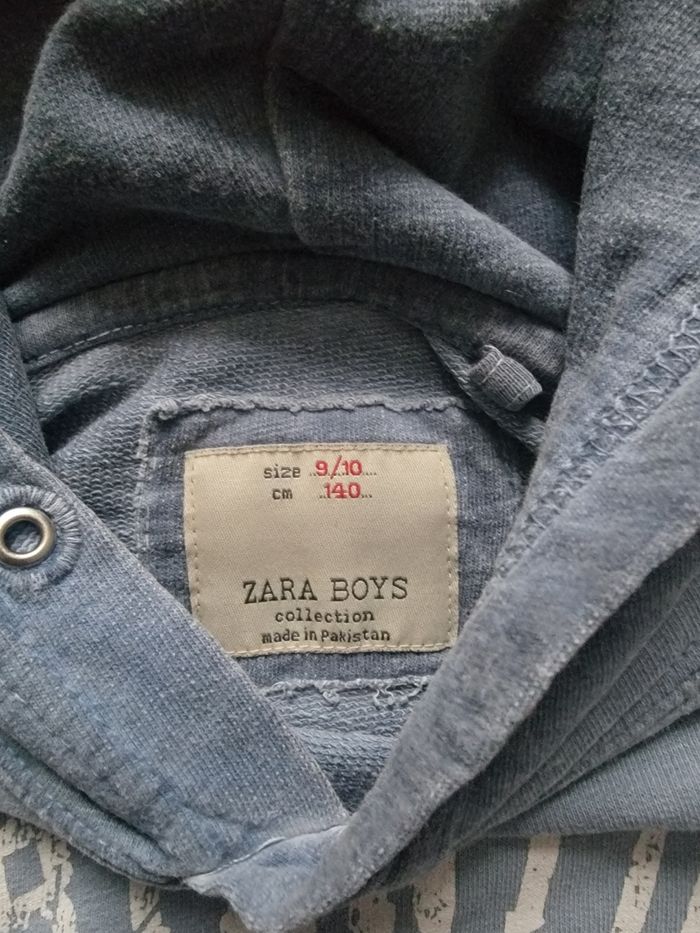 size 9/10
cm 140
ZARA BOYS
collection
made in Pakistan